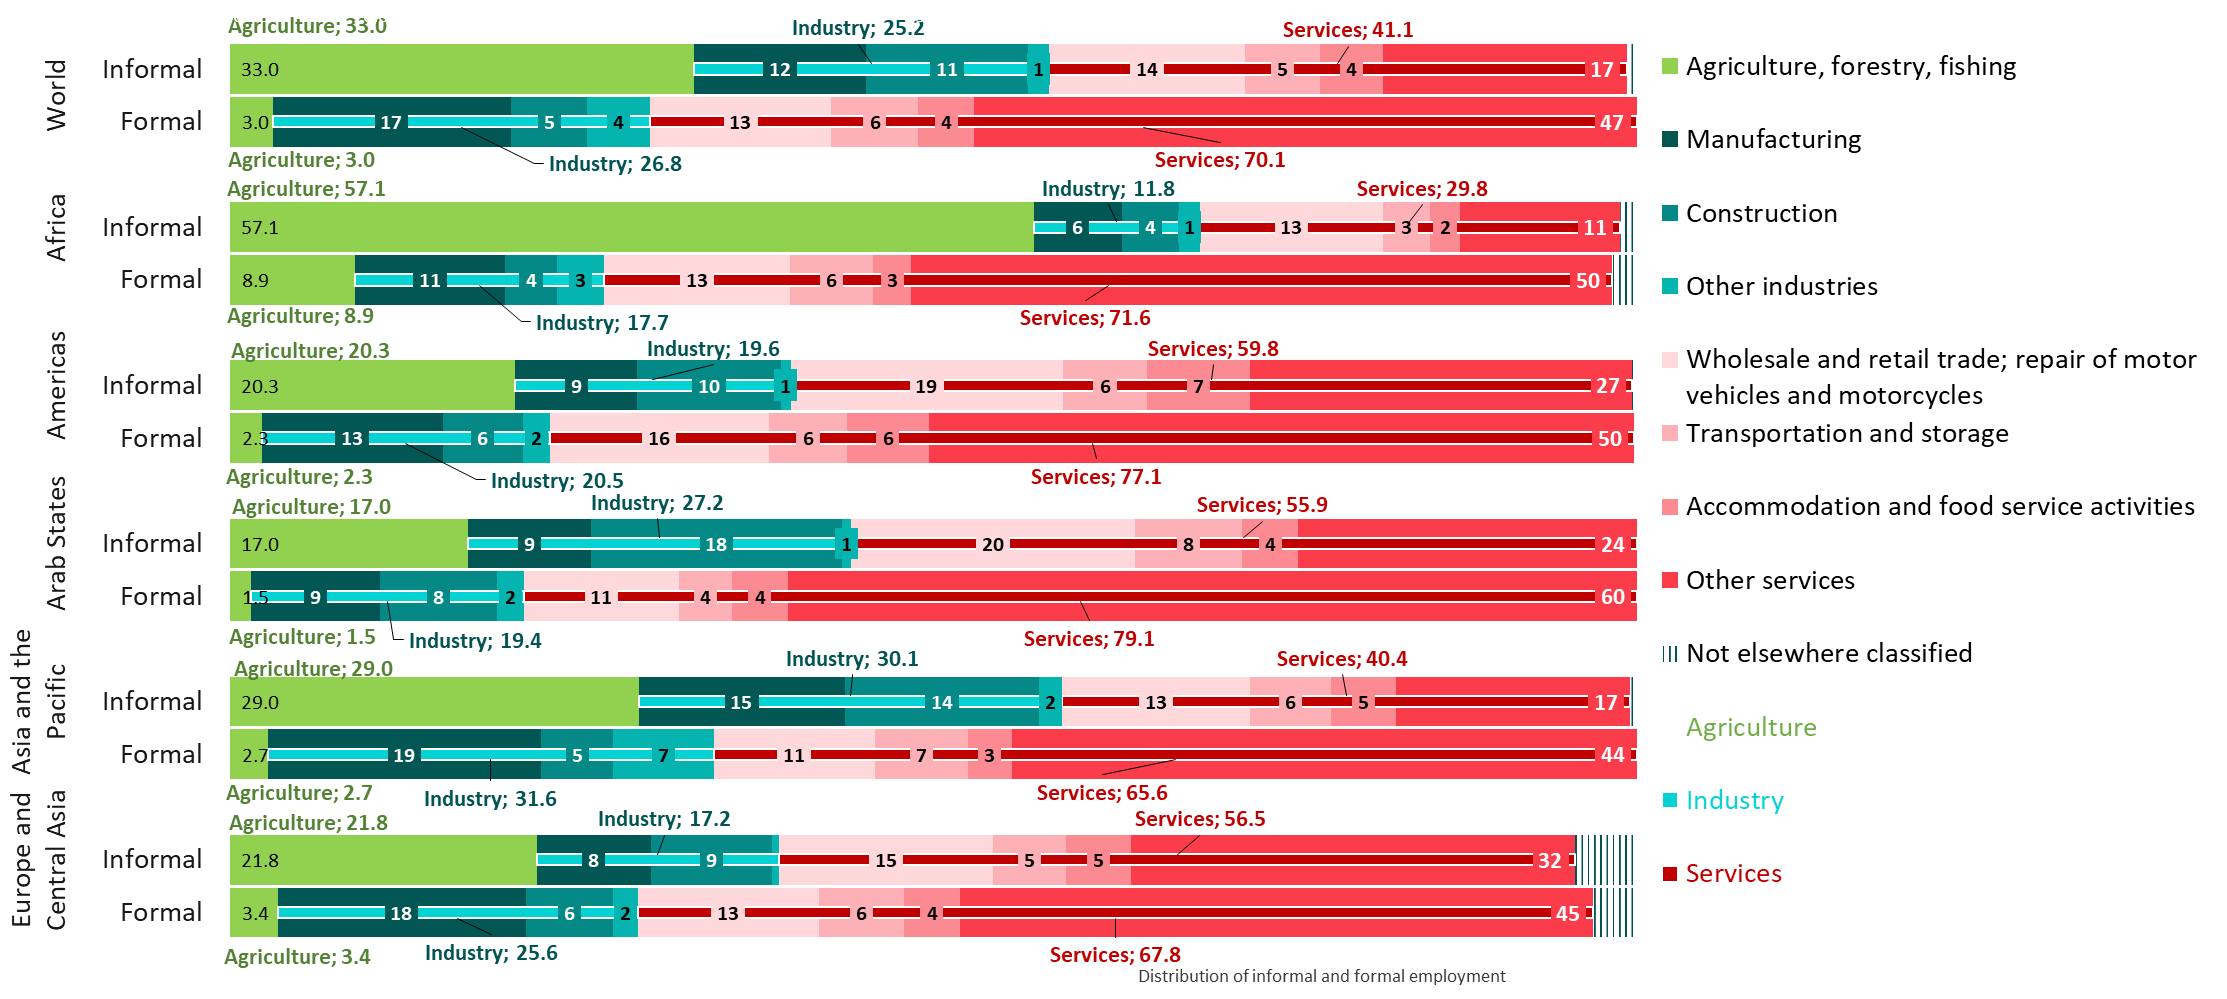 Agriculture; 33.0
Industry; 25.2
Services; 41.1
World
Informal
33.0 12 11 1 14 5 4 17
Formal
3.0 17 5 4 13 6 4 47
Agriculture; 3.0
Industry; 26.8
Services; 70.1
Agriculture; 57.1
Industry; 11.8
Services; 29.8
Africa
Informal
57.1 6 4 1 13 3 2 11
Formal
8.9 11 4 3 13 6 3 50
Agriculture; 8.9
Industry; 17.7
Services; 71.6
Agriculture; 20.3
Industry; 19.6
Services; 59.8
Americas
Informal
20.3 9 10 1 19 6 7 27
Formal
2.3 13 6 2 16 6 6 50
Agriculture; 2.3
Industry; 20.5
Services; 77.1
Agriculture; 17.0
Industry; 27.2
Services; 55.9
Arab States
Informal
17.0 9 18 1 20 8 4 24
Formal
1.5 9 8 2 11 4 4 60
Agriculture; 1.5
Industry; 19.4
Services; 79.1
Agriculture; 29.0
Industry; 30.1
Services; 40.4
Asia and the
Pacific
Informal
29.0 15 14 2 13 6 5 17
Formal
2.7 19 5 7 11 7 3 44
Agriculture; 2.7
Industry; 31.6
Services; 65.6
Agriculture; 21.8
Industry; 17.2
Services; 56.5
Europe and
Central Asia
Informal
21.8 8 9 15 5 5 32
Formal
3.4 18 6 2 13 6 4 45
Agriculture; 3.4
Industry; 25.6
Services; 67.8
Distribution of informal and formal employment
Agriculture, forestry, fishing
Manufacturing
Construction
Other industries
Wholesale and retail trade; repair of motor
vehicles and motorcycles
Transportation and storage
Accommodation and food service activities
Other services
Not elsewhere classified
Agriculture
Industry
Services